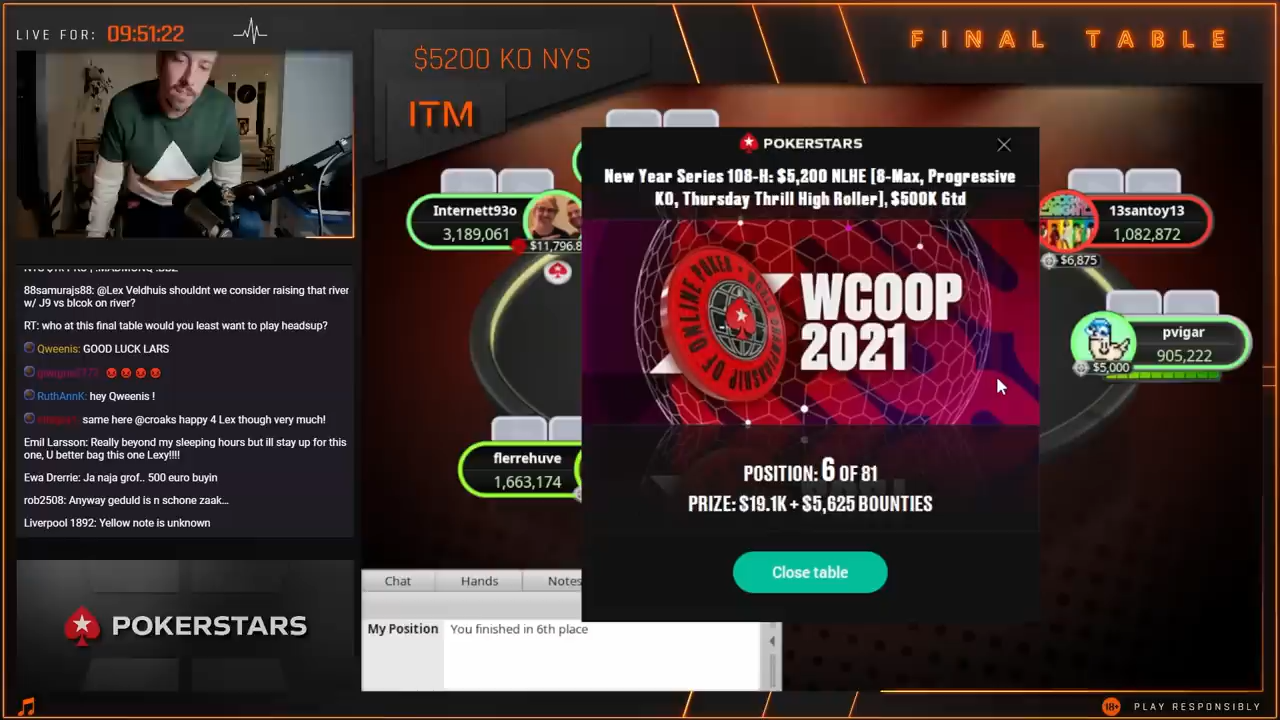 LIVE FOR: 09:51:22
$5200 KO NYS
ITM
FINAL TABLE
88samurajs88: @Lex Veldhuis shouldnt we consider raising that river
w/ J9 vs blcok on river?
RT: who at this final table would you least want to play headsup?
Qweenis: GOOD LUCK LARS
RuthAnnK: hey Qweenis !
same here @croaks happy 4 Lex though very much!
Emil Larsson: Really beyond my sleeping hours but ill stay up for this
one, U better bag this one Lexy!!!!
Ewa Drerrie: Ja naja grof.. 500 euro buyin
rob2508: Anyway geduld is n schone zaak...
Liverpool 1892: Yellow note is unknown
POKERSTARS
Internett93o
3,189,061
$11,796.8
flerrehuve
1,663,174
13santoy13
1,082,872
$6,875
pvigar
905,222
$5,000
POKERSTARS
New Year Series 108-H: $5,200 NLHE [8-Max, Progressive
KO, Thursday Thrill High Roller], $500K Gtd
WORLD CHAMPIONSHIP OF ONLINE POKER
WCOOP
2021
POSITION: 6 OF 81
PRIZE: $19.1K + $5,625 BOUNTIES
Close table
Chat
Hands
Notes
My Position
You finished in 6th place
18+ PLAY RESPONSIBLY